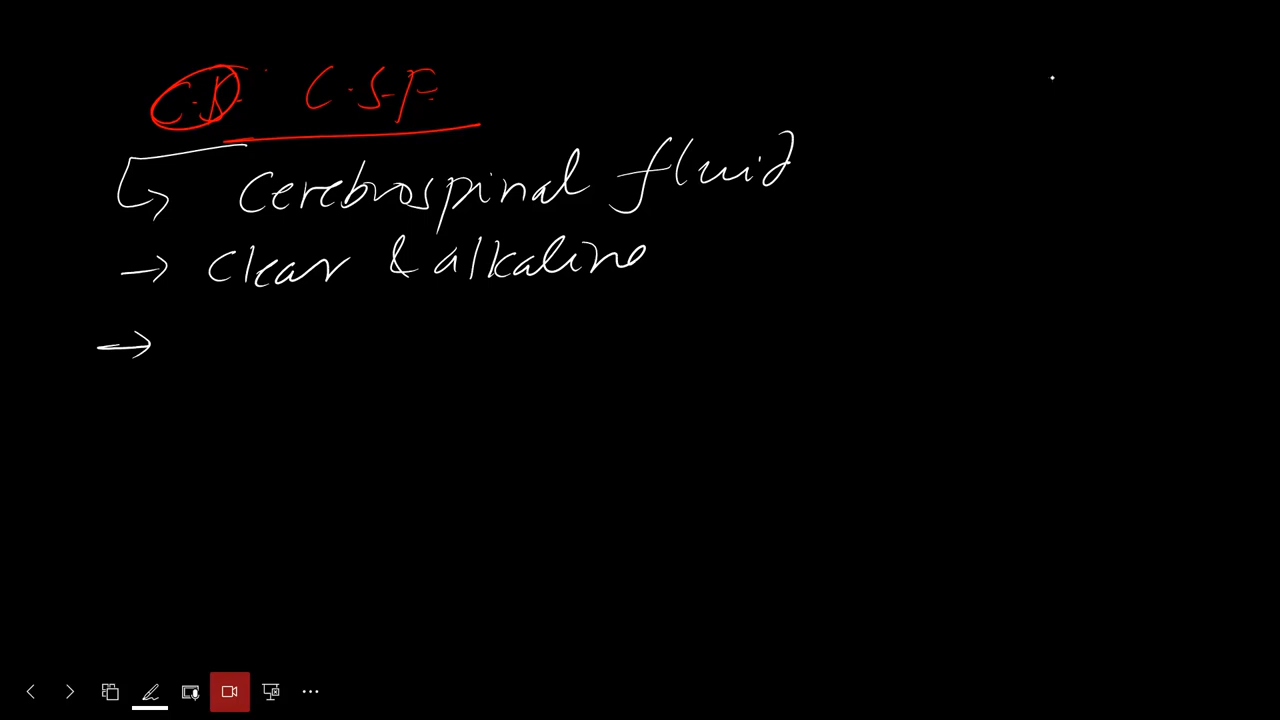 C.S.F.
↳ Cerebrospinal fluid
→ Clear & alkaline
→